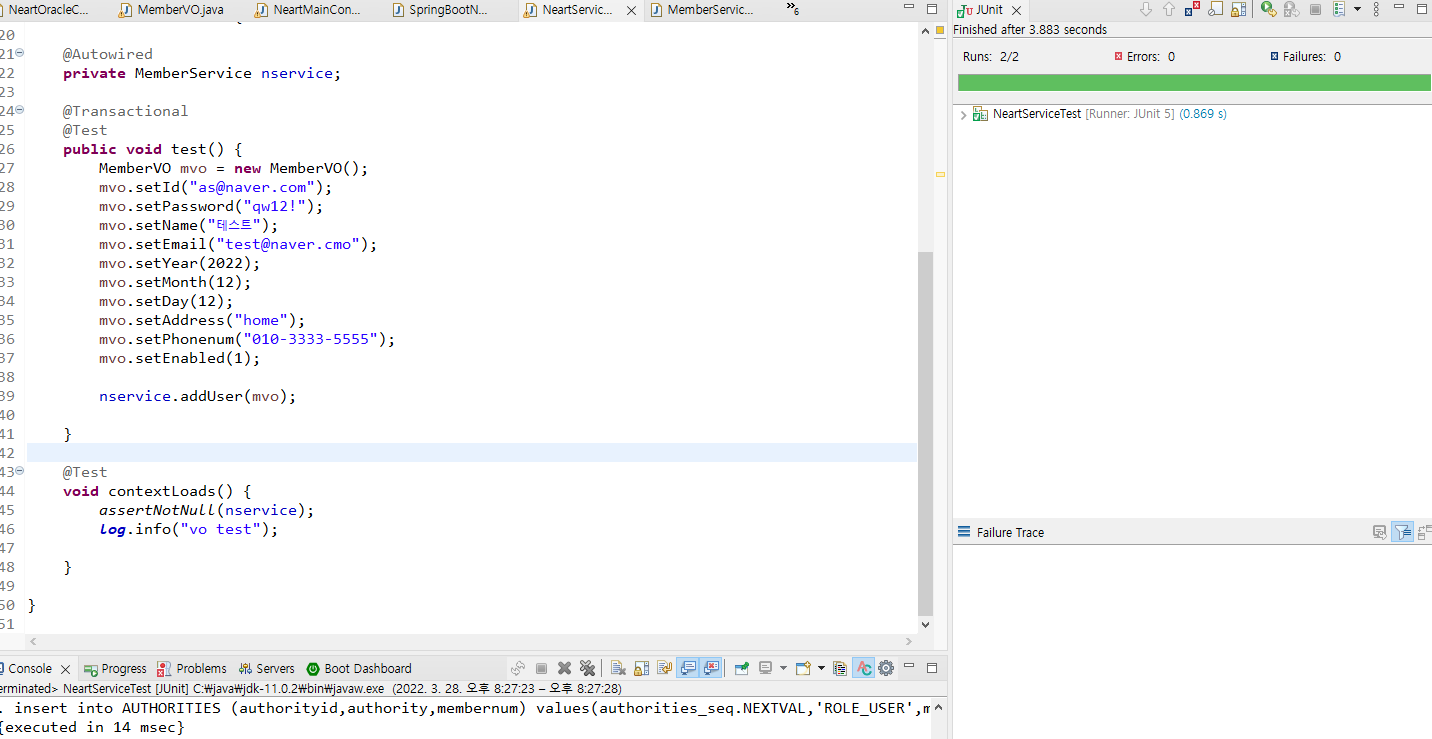 NeartOracleC...
MemberVO.java
NeartMainCon...
SpringBootN...
NeartServic...
MemberServic...
»6
JUnit
Finished after 3.883 seconds
Runs: 2/2
Errors: 0
Failures: 0
NeartServiceTest [Runner: JUnit 5] (0.869 s)
Failure Trace
20
21 @Autowired
22 private MemberService nservice;
23
24 @Transactional
25 @Test
26 public void test() {
27 MemberVO mvo = new MemberVO();
28 mvo.setId("as@naver.com");
29 mvo.setPassword("qw12!");
30 mvo.setName("테스트");
31 mvo.setEmail("test@naver.cmo");
32 mvo.setYear(2022);
33 mvo.setMonth(12);
34 mvo.setDay(12);
35 mvo.setAddress("home");
36 mvo.setPhonenum("010-3333-5555");
37 mvo.setEnabled(1);
38
39 nservice.addUser(mvo);
40
41 }
42
43 @Test
44 void contextLoads() {
45 assertNotNull(nservice);
46 log.info("vo test");
47
48 }
49
50 }
51
Console
Progress
Problems
Servers
Boot Dashboard
erminated> NeartServiceTest [JUnit] C:₩java₩jdk-11.0.2₩bin₩javaw.exe (2022. 3. 28. 오후 8:27:23 – 오후 8:27:28)
. insert into AUTHORITIES (authorityid,authority,membernum) values(authorities_seq.NEXTVAL,'ROLE_USER',m
{executed in 14 msec}